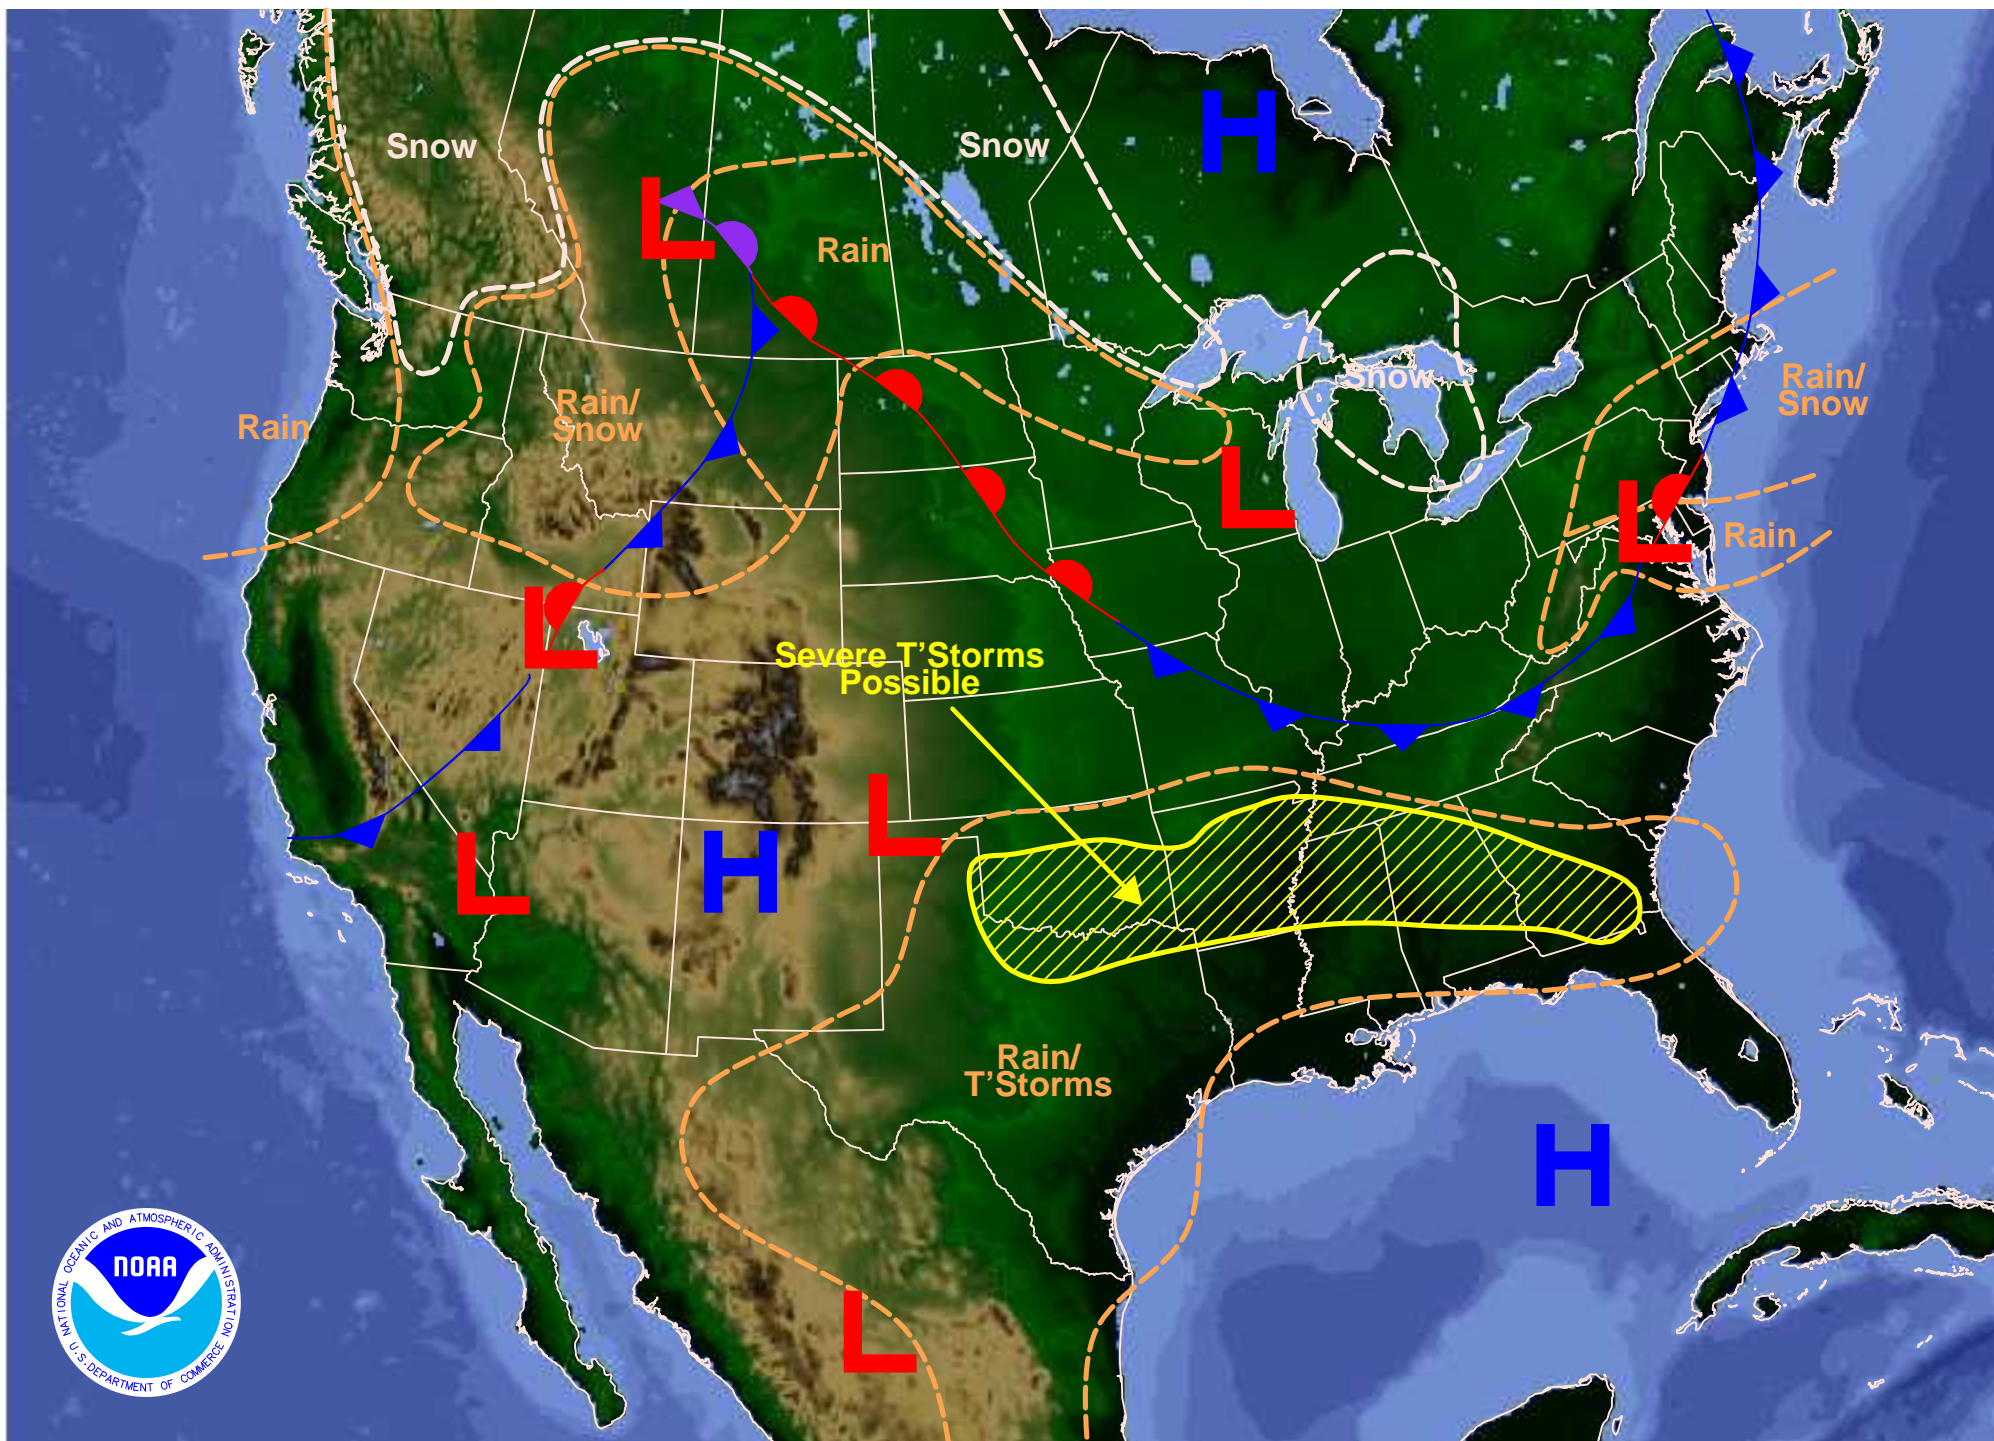 Snow
Snow
H
L
Rain
Rain/
Snow
Rain
Snow
Rain/
Snow
L
L
Rain
L
Severe T'Storms
Possible
L
H
L
Rain/
T'Storms
H
L
NATIONAL OCEANIC AND ATMOSPHERIC ADMINISTRATION
NOAA
U.S. DEPARTMENT OF COMMERCE